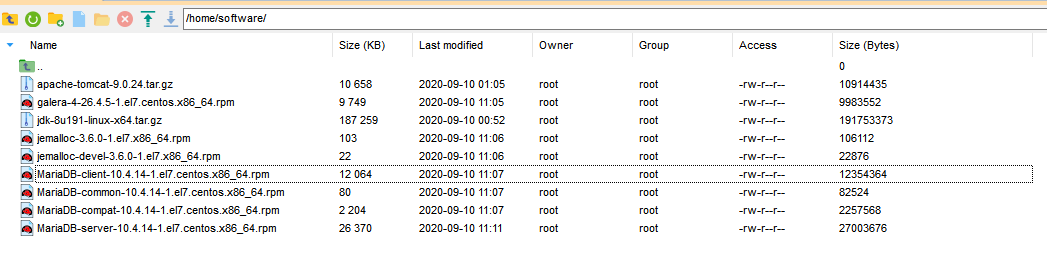 /home/software/
Name Size (KB) Last modified Owner Group Access Size (Bytes)
.. 0
apache-tomcat-9.0.24.tar.gz 10 658 2020-09-10 01:05 root root -rw-r--r-- 10914435
galera-4-26.4.5-1.el7.centos.x86_64.rpm 9 749 2020-09-10 11:05 root root -rw-r--r-- 9983552
jdk-8u191-linux-x64.tar.gz 187 259 2020-09-10 00:52 root root -rw-r--r-- 191753373
jemalloc-3.6.0-1.el7.x86_64.rpm 103 2020-09-10 11:06 root root -rw-r--r-- 106112
jemalloc-devel-3.6.0-1.el7.x86_64.rpm 22 2020-09-10 11:06 root root -rw-r--r-- 22876
MariaDB-client-10.4.14-1.el7.centos.x86_64.rpm 12 064 2020-09-10 11:07 root root -rw-r--r-- 12354364
MariaDB-common-10.4.14-1.el7.centos.x86_64.rpm 80 2020-09-10 11:07 root root -rw-r--r-- 82524
MariaDB-compat-10.4.14-1.el7.centos.x86_64.rpm 2 204 2020-09-10 11:07 root root -rw-r--r-- 2257568
MariaDB-server-10.4.14-1.el7.centos.x86_64.rpm 26 370 2020-09-10 11:11 root root -rw-r--r-- 27003676